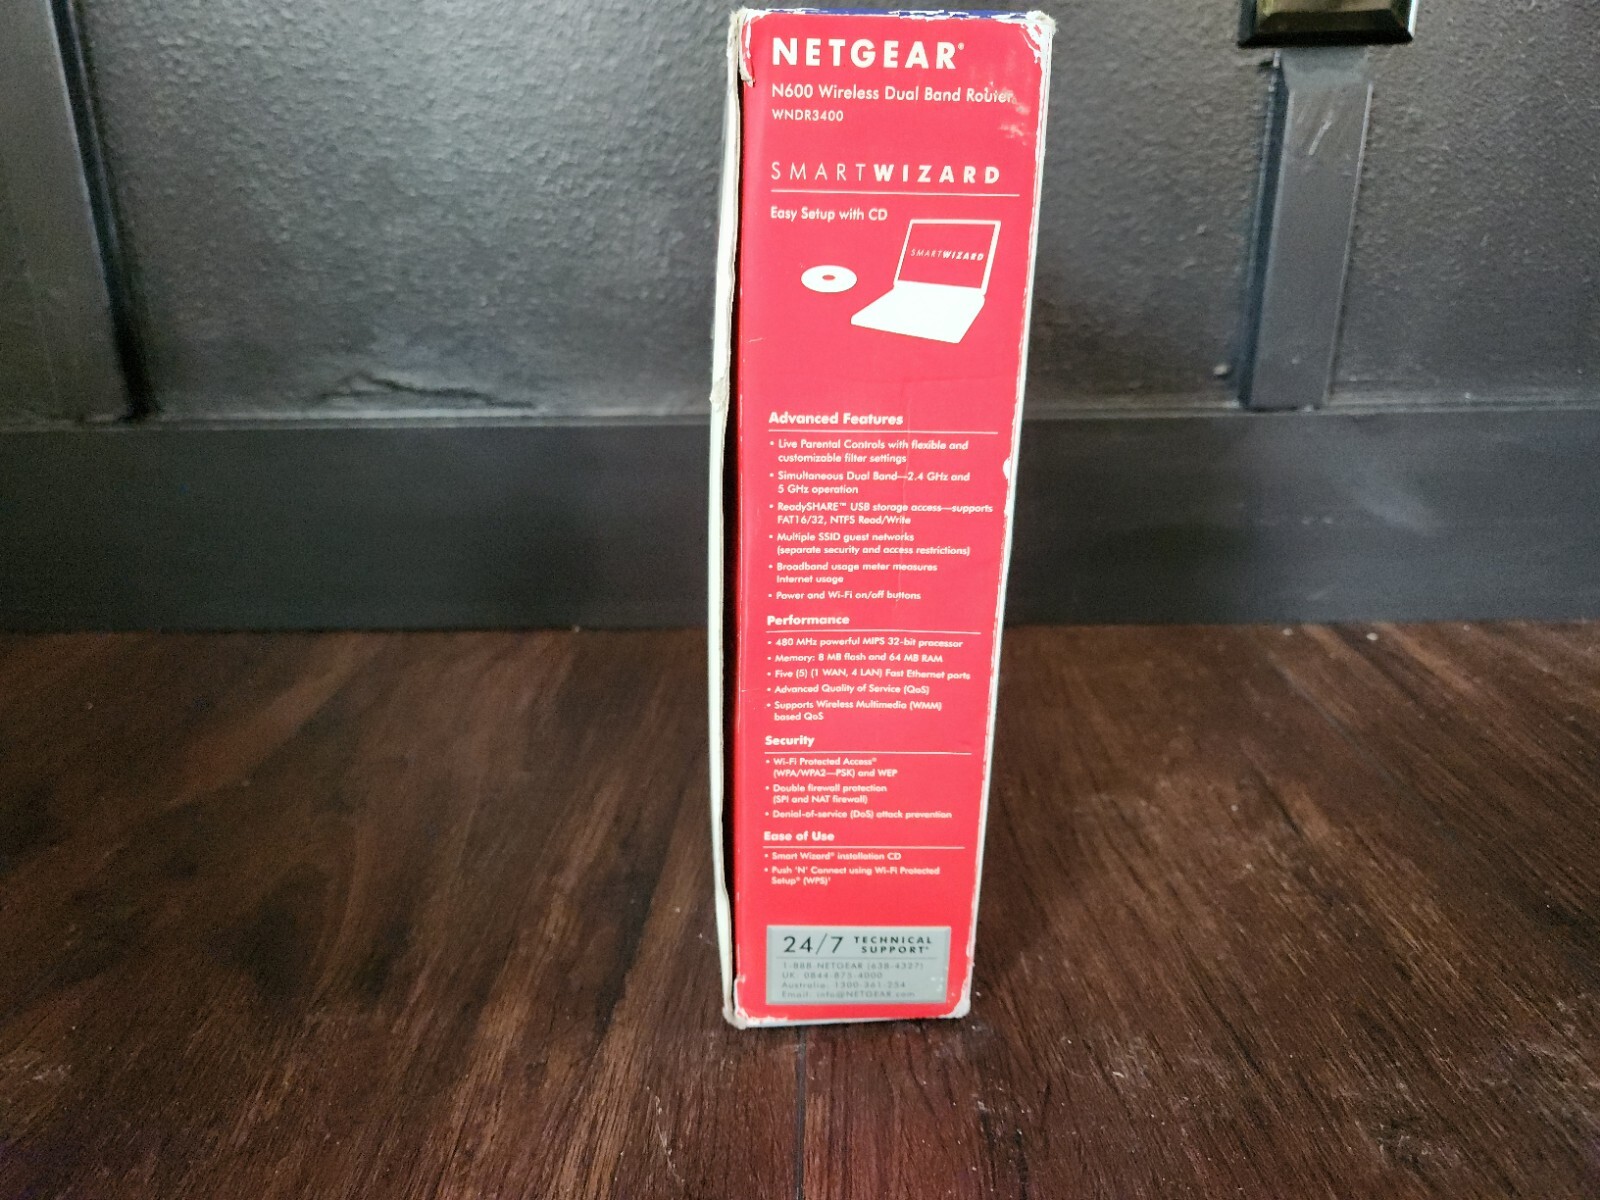 NETGEAR®
N600 Wireless Dual Band Router
WNDR3400
SMARTWIZARD
Easy Setup with CD
SMARTWIZARD
Advanced Features
• Live Parental Controls with flexible and
customizable filter settings
• Simultaneous Dual Band—2.4 GHz and
5 GHz operation
• ReadySHARE™ USB storage access—supports
FAT16/32, NTFS Read/Write
• Multiple SSID guest networks
(separate security and access restrictions)
• Broadband usage meter measures
Internet usage
• Power and Wi-Fi on/off buttons
Performance
• 480 MHz powerful MIPS 32-bit processor
• Memory: 8 MB flash and 64 MB RAM
• Five (5) (1 WAN, 4 LAN) Fast Ethernet ports
• Advanced Quality of Service (QoS)
• Supports Wireless Multimedia (WMM)
based QoS
Security
• Wi-Fi Protected Access®
(WPA/WPA2—PSK) and WEP
• Double firewall protection
(SPI and NAT firewall)
• Denial-of-service (DoS) attack prevention
Ease of Use
• Smart Wizard® installation CD
• Push 'N' Connect using Wi-Fi Protected
Setup® (WPS)¹
24/7 TECHNICAL
SUPPORT*
1-888-NETGEAR (638-4327)
UK: 0844-875-4000
Australia: 1300-361-254
Email: info@NETGEAR.com